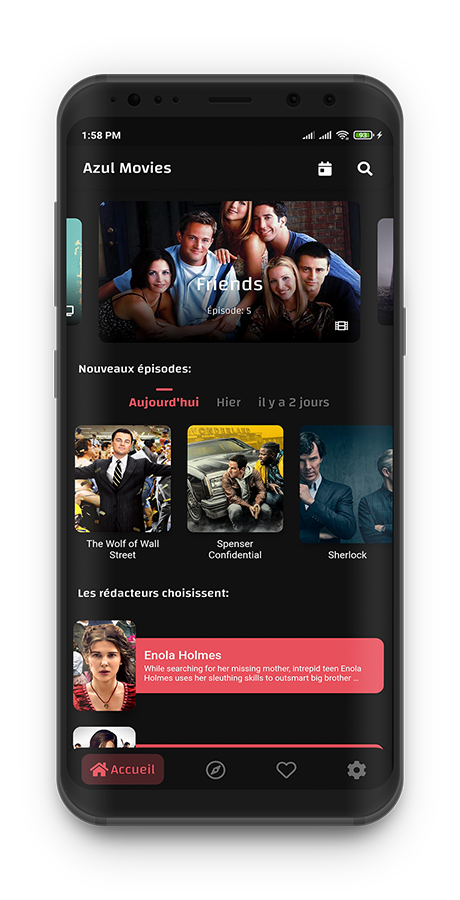 1:58 PM
93
Azul Movies
Friends
Épisode: 5
Nouveaux épisodes:
Aujourd'hui Hier il y a 2 jours
The Wolf of Wall
Street
Spenser
Confidential
Sherlock
Les rédacteurs choisissent:
Enola Holmes
While searching for her missing mother, intrepid teen Enola
Holmes uses her sleuthing skills to outsmart big brother ...
Accueil